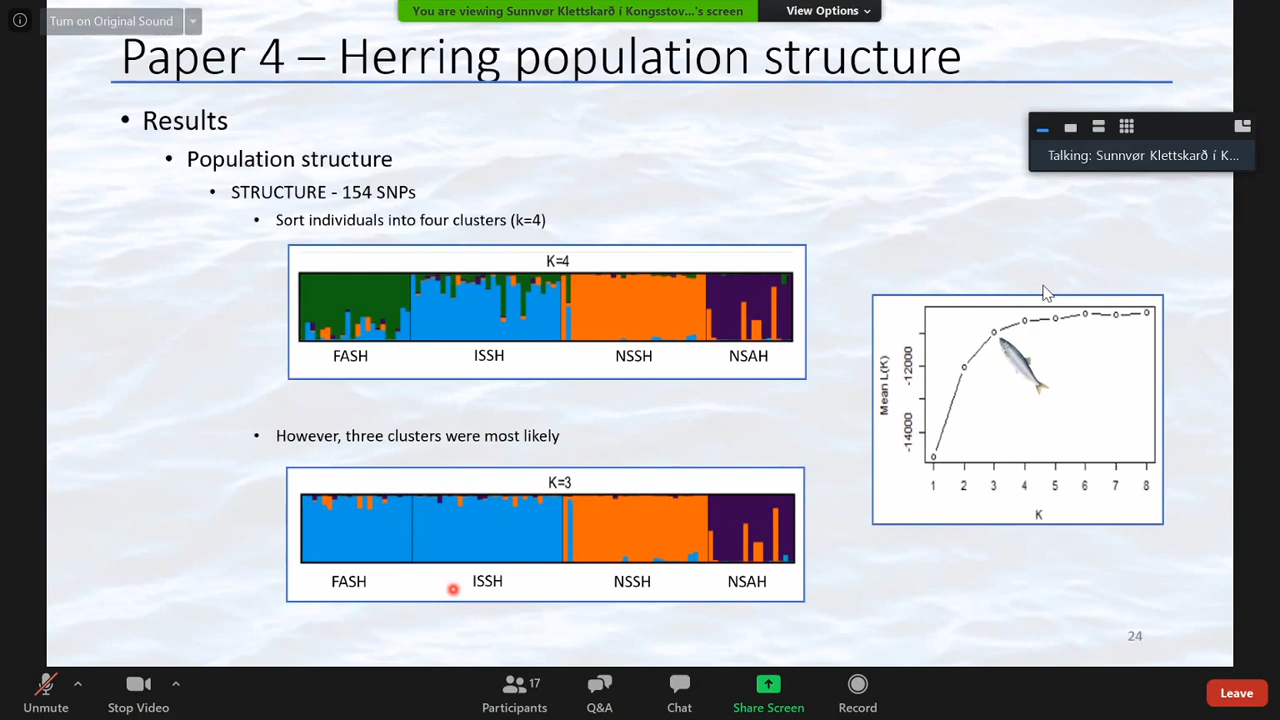 Turn on Original Sound
You are viewing Sunnvør Klettskarð í Kongsstov...'s screen
View Options
Paper 4 – Herring population structure
• Results
• Population structure
• STRUCTURE - 154 SNPs
• Sort individuals into four clusters (k=4)
Talking: Sunnvør Klettskarð í K...
K=4
FASH ISSH NSSH NSAH
Mean L(K)
-12000
-14000
1 2 3 4 5 6 7 8
K
• However, three clusters were most likely
K=3
FASH ISSH NSSH NSAH
24
17
Unmute Stop Video Participants Q&A Chat Share Screen Record Leave